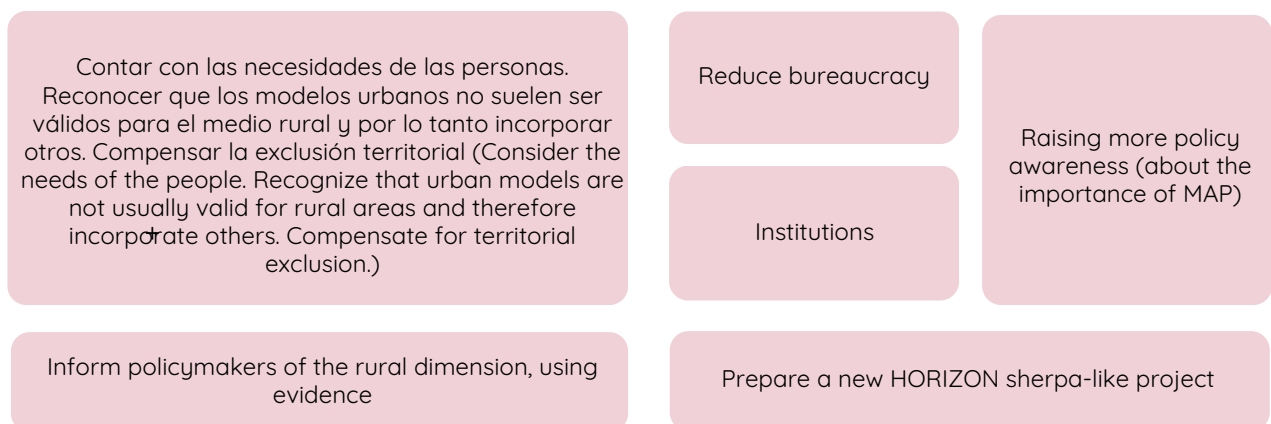 Contar con las necesidades de las personas.
Reconocer que los modelos urbanos no suelen ser
válidos para el medio rural y por lo tanto incorporar
otros. Compensar la exclusión territorial (Consider the
needs of the people. Recognize that urban models are
not usually valid for rural areas and therefore
incorporate others. Compensate for territorial
exclusion.)
Reduce bureaucracy
Institutions
Raising more policy
awareness (about the
importance of MAP)
Inform policymakers of the rural dimension, using
evidence
Prepare a new HORIZON sherpa-like project